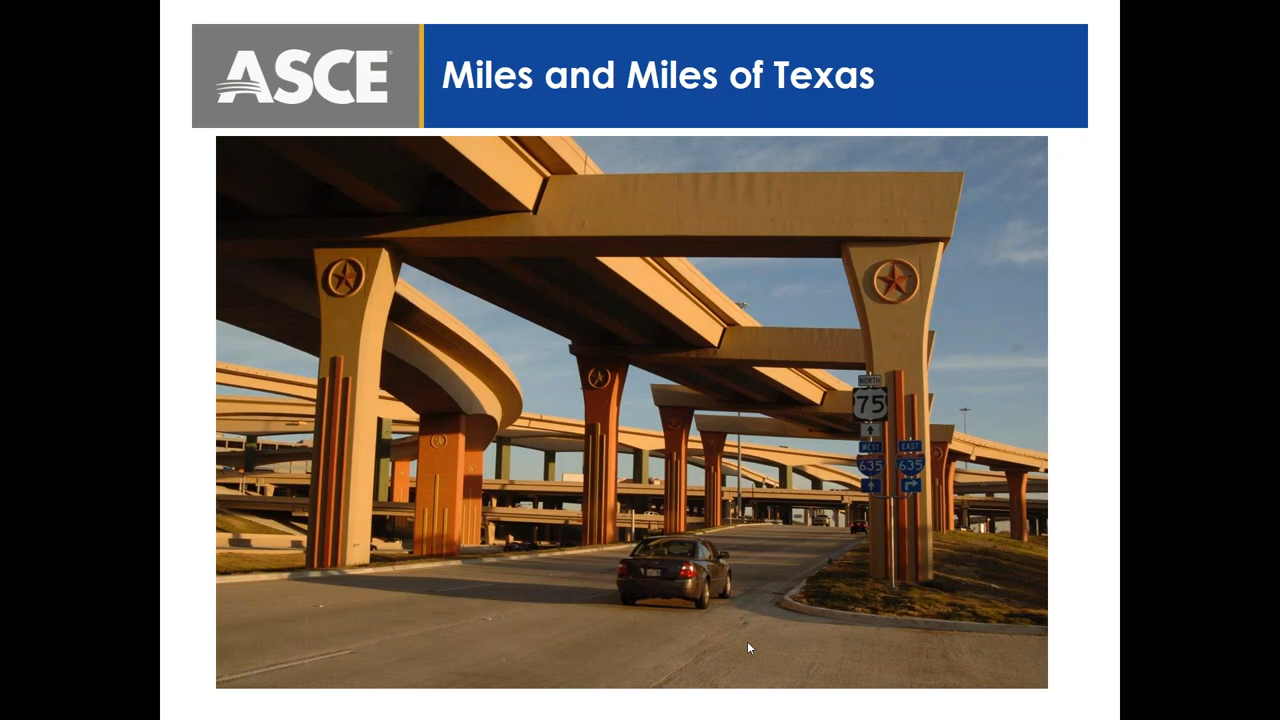 ASCE
Miles and Miles of Texas
NORTH
75
WEST EAST
635 635